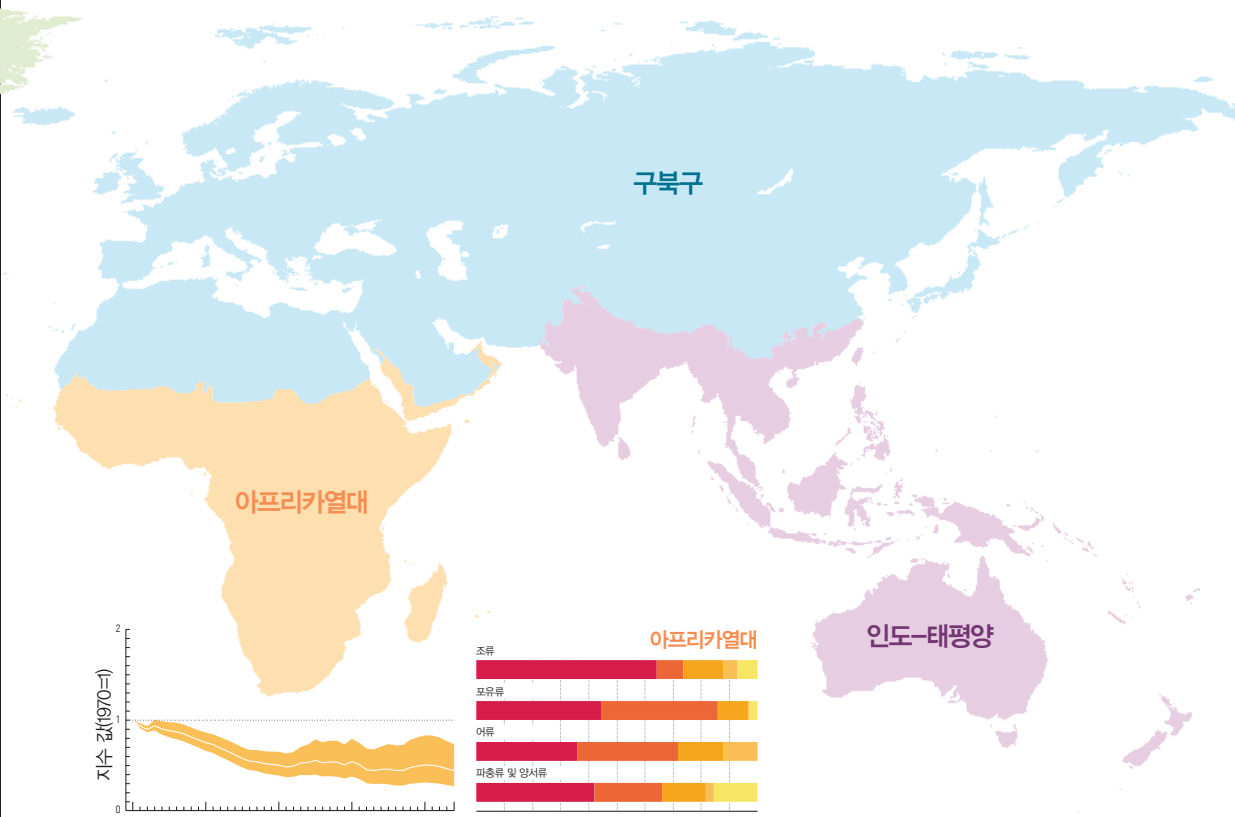 구북구
아프리카열대
인도-태평양
2
1
0
지수 값(1970=1)
아프리카열대
조류
포유류
어류
파충류 및 양서류